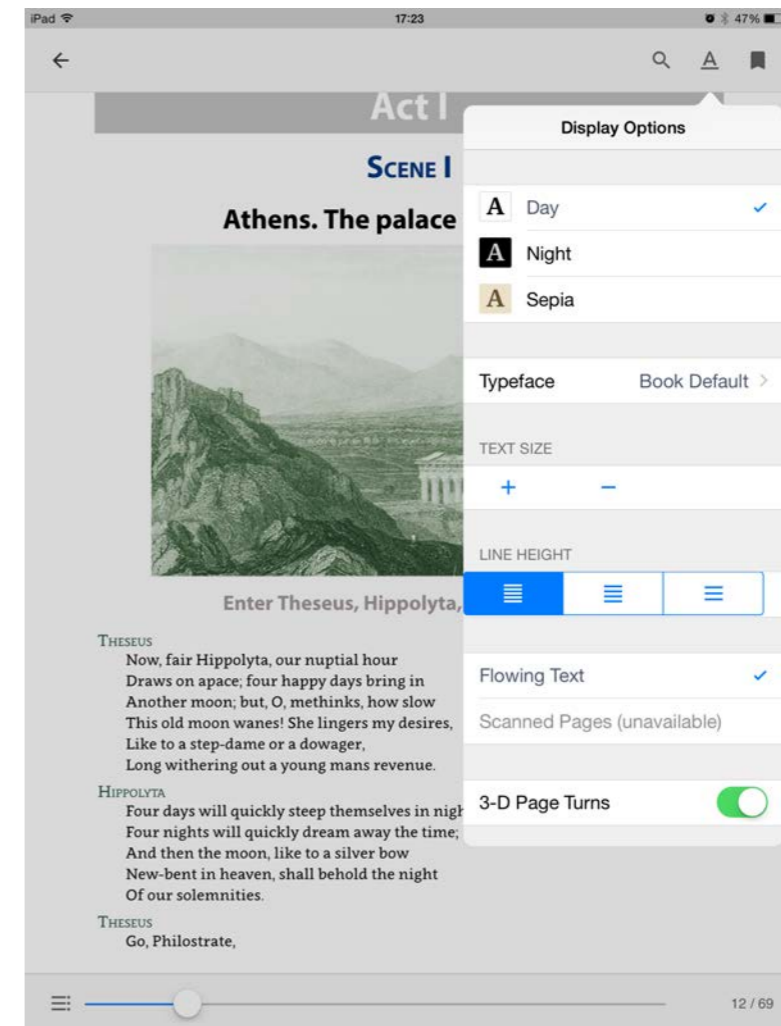 iPad 17:23 47%
A
Act I
SCENE I
Athens. The palace
Enter Theseus, Hippolyta,
THESEUS
Now, fair Hippolyta, our nuptial hour
Draws on apace; four happy days bring in
Another moon; but, O, methinks, how slow
This old moon wanes! She lingers my desires,
Like to a step-dame or a dowager,
Long withering out a young mans revenue.
HIPPOLYTA
Four days will quickly steep themselves in nigh
Four nights will quickly dream away the time;
And then the moon, like to a silver bow
New-bent in heaven, shall behold the night
Of our solemnities.
THESEUS
Go, Philostrate,
Display Options
A Day
A Night
A Sepia
Typeface Book Default >
TEXT SIZE
+ −
LINE HEIGHT
Flowing Text
Scanned Pages (unavailable)
3-D Page Turns
12 / 69